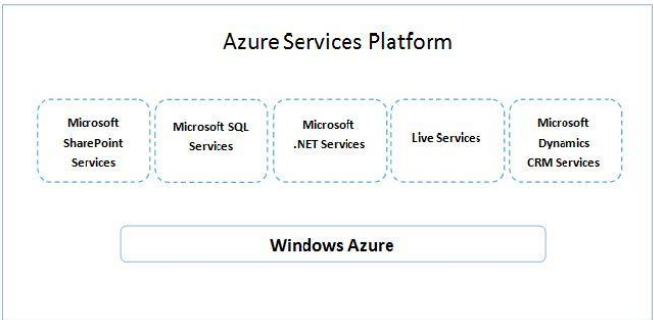 Azure Services Platform
Microsoft
SharePoint
Services
Microsoft SQL
Services
Microsoft
.NET Services
Live Services
Microsoft
Dynamics
CRM Services
Windows Azure